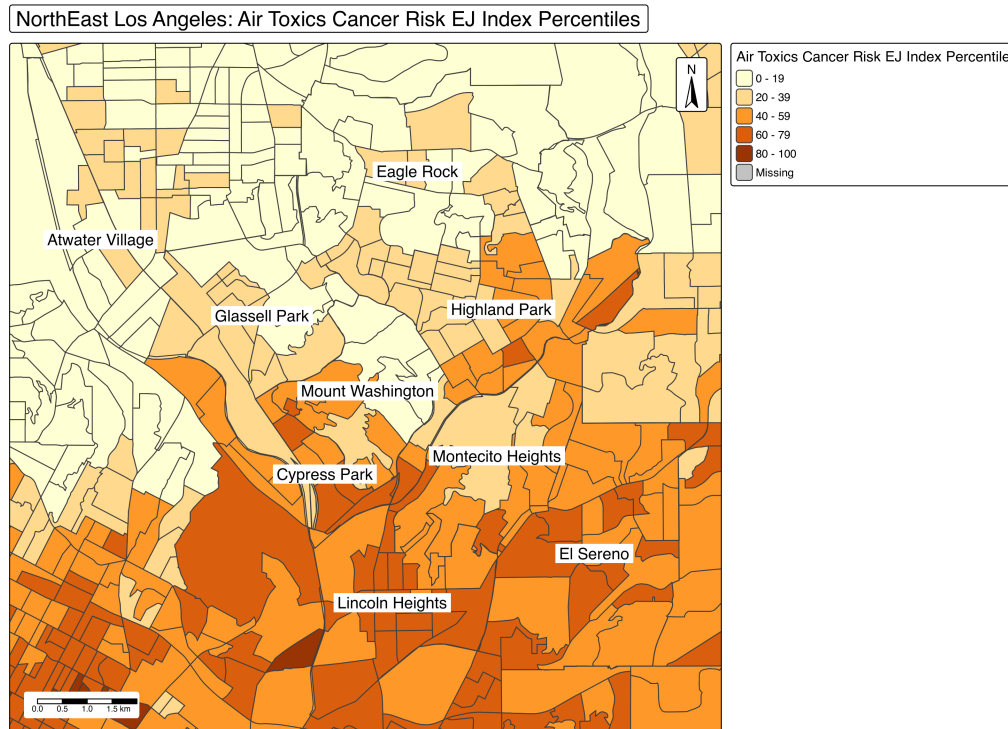 NorthEast Los Angeles: Air Toxics Cancer Risk EJ Index Percentiles
N
Air Toxics Cancer Risk EJ Index Percentile
0 - 19
20 - 39
40 - 59
60 - 79
80 - 100
Missing
Eagle Rock
Atwater Village
Highland Park
Glassell Park
Mount Washington
Montecito Heights
Cypress Park
El Sereno
Lincoln Heights
0.0 0.5 1.0 1.5 km